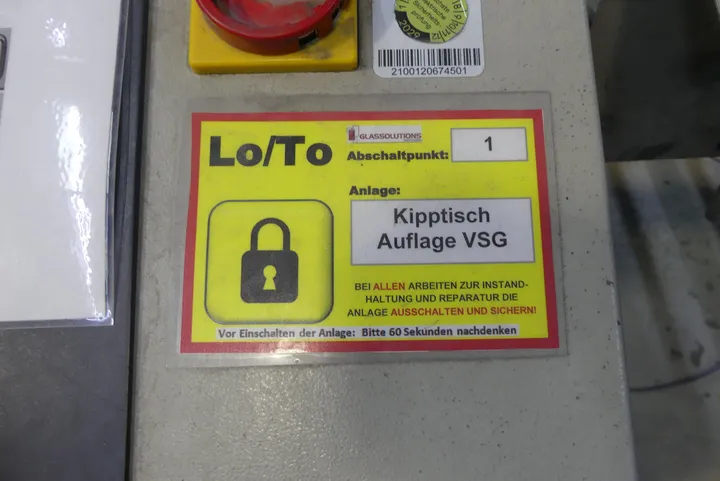 2029
2100120674501
Lo/To
GLASSOLUTIONS
Abschaltpunkt:
1
Anlage:
Kipptisch
Auflage VSG
BEI ALLEN ARBEITEN ZUR INSTAND-
HALTUNG UND REPARATUR DIE
ANLAGE AUSSCHALTEN UND SICHERN!
Vor Einschalten der Anlage: Bitte 60 Sekunden nachdenken